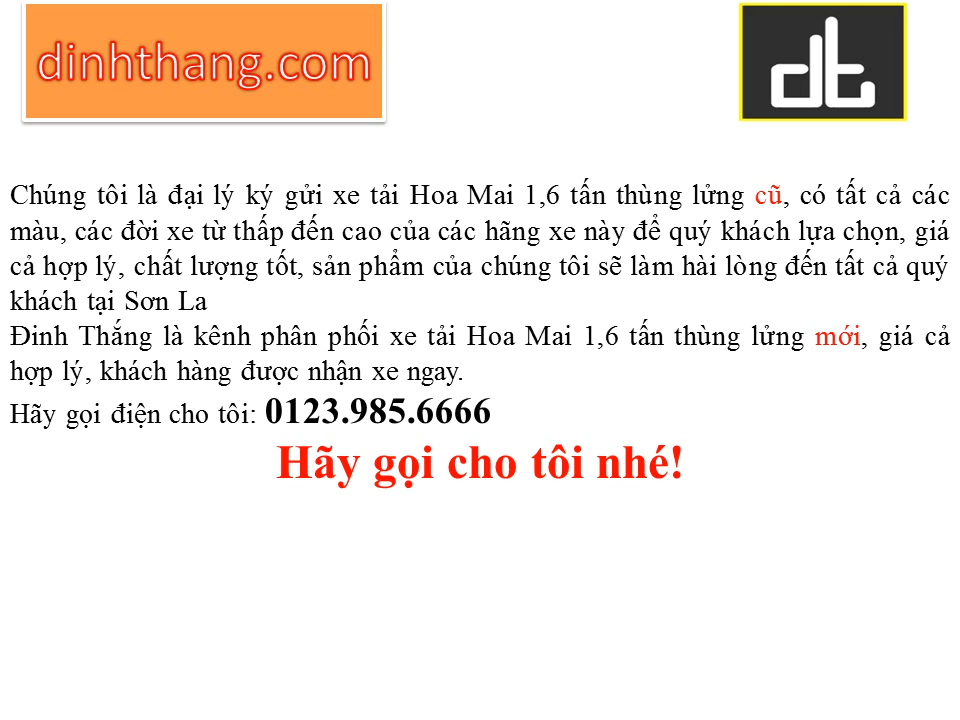 dinhthang.com
dt
Chúng tôi là đại lý ký gửi xe tải Hoa Mai 1,6 tấn thùng lửng cũ, có tất cả các
màu, các đời xe từ thấp đến cao của các hãng xe này để quý khách lựa chọn, giá
cả hợp lý, chất lượng tốt, sản phẩm của chúng tôi sẽ làm hài lòng đến tất cả quý
khách tại Sơn La
Đinh Thắng là kênh phân phối xe tải Hoa Mai 1,6 tấn thùng lửng mới, giá cả
hợp lý, khách hàng được nhận xe ngay.
Hãy gọi điện cho tôi: 0123.985.6666
Hãy gọi cho tôi nhé!